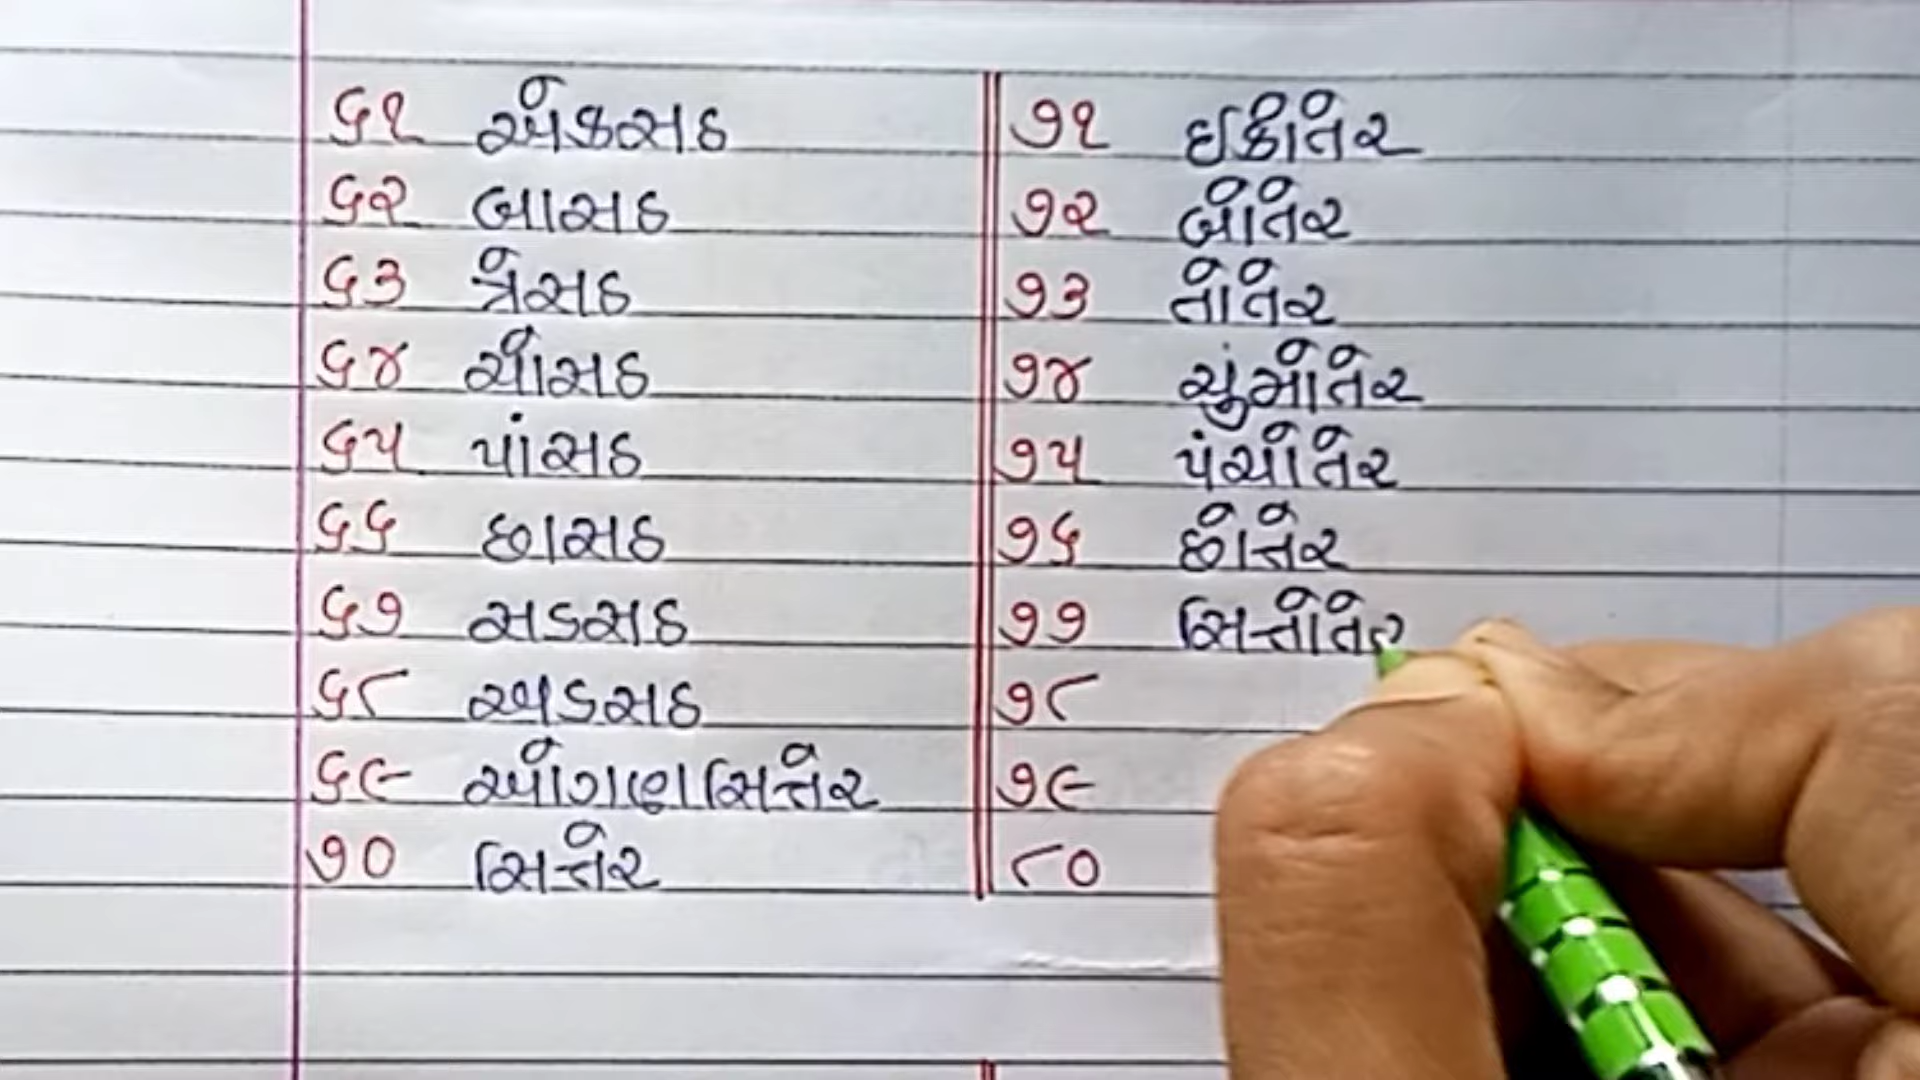 ૬૧ એકસઠ
૬૨ બાસઠ
૬૩ ત્રેસઠ
૬૪ ચોસઠ
૬૫ પાંસઠ
૬૬ છાસઠ
૬૭ સડસઠ
૬૮ અડસઠ
૬૯ ઓગણસિત્તેર
૭૦ સિત્તેર
૭૧ ઇકોતેર
૭૨ બોતેર
૭૩ તોતેર
૭૪ ચુંમોતેર
૭૫ પંચોતેર
૭૬ છોત્તેર
૭૭ સિત્તોતેર
૭૮
૭૯
૮૦